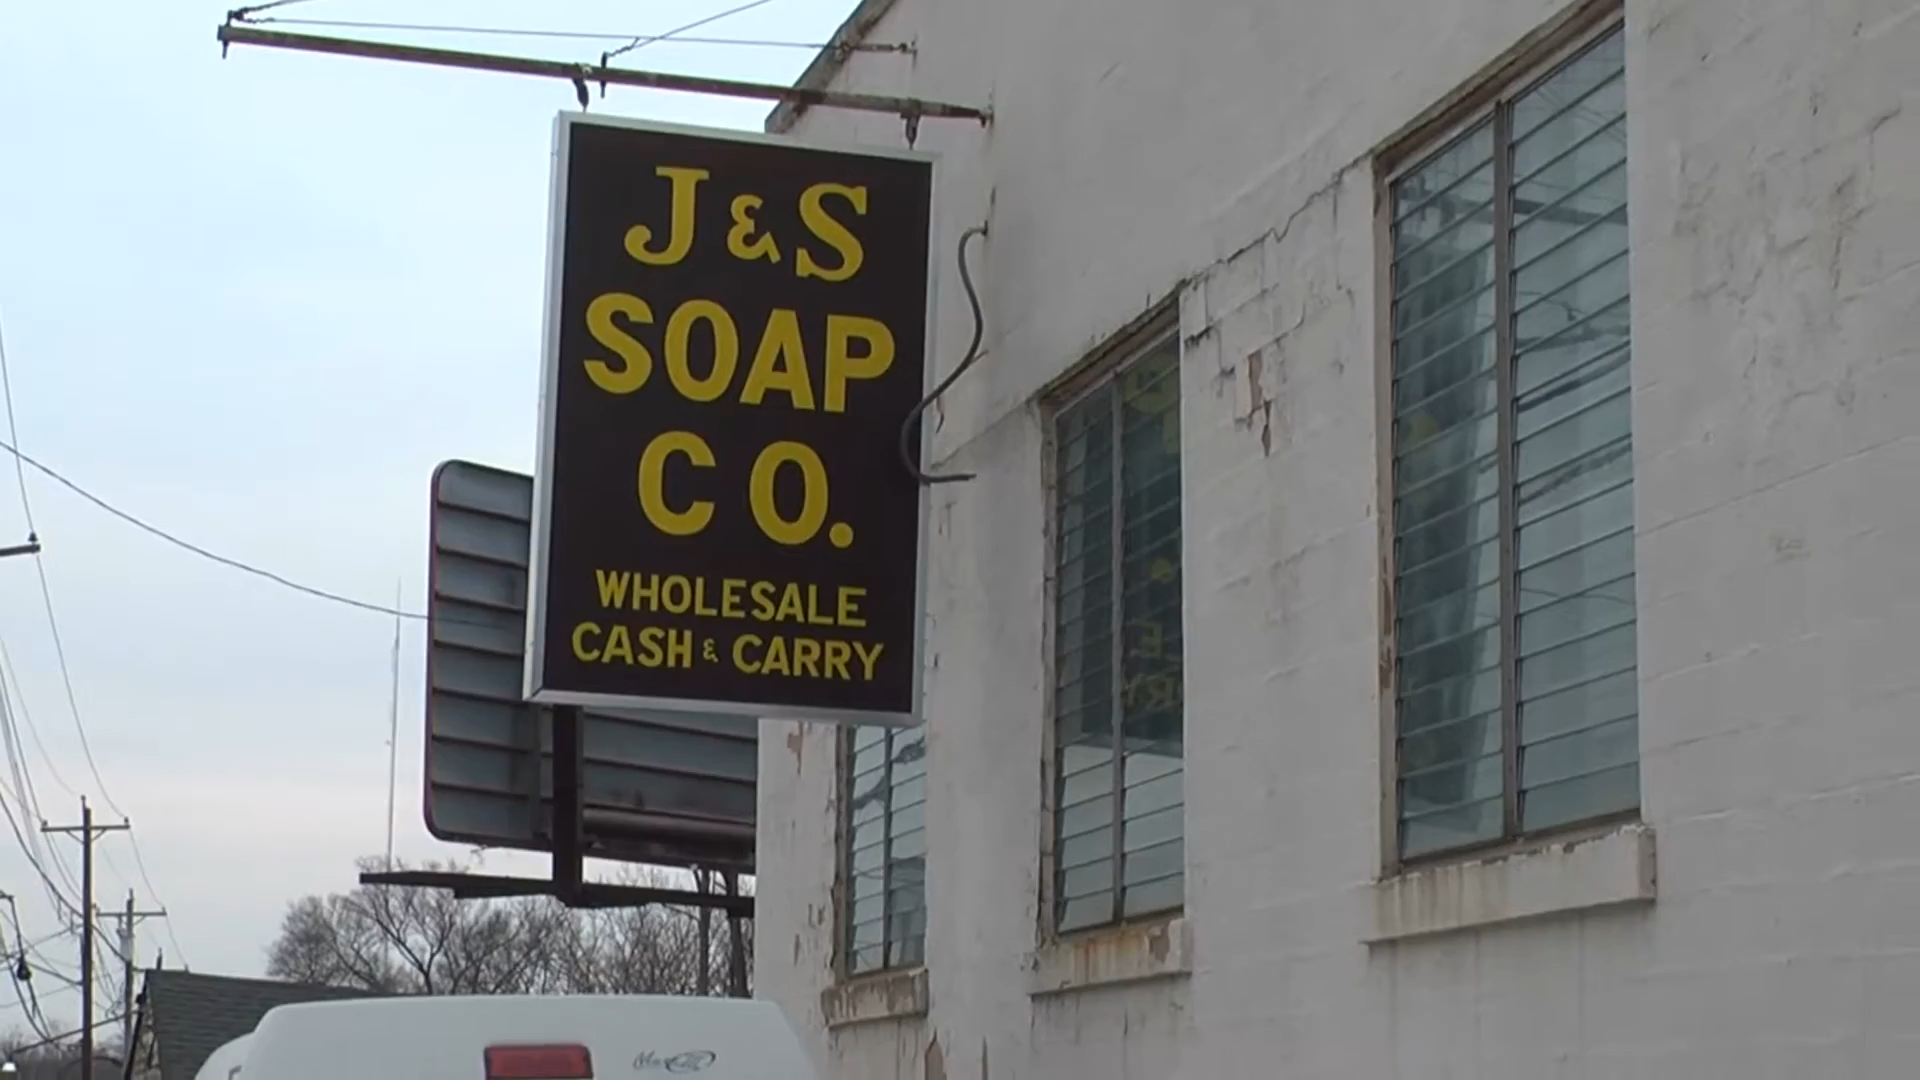 J & S
SOAP
CO.
WHOLESALE
CASH & CARRY